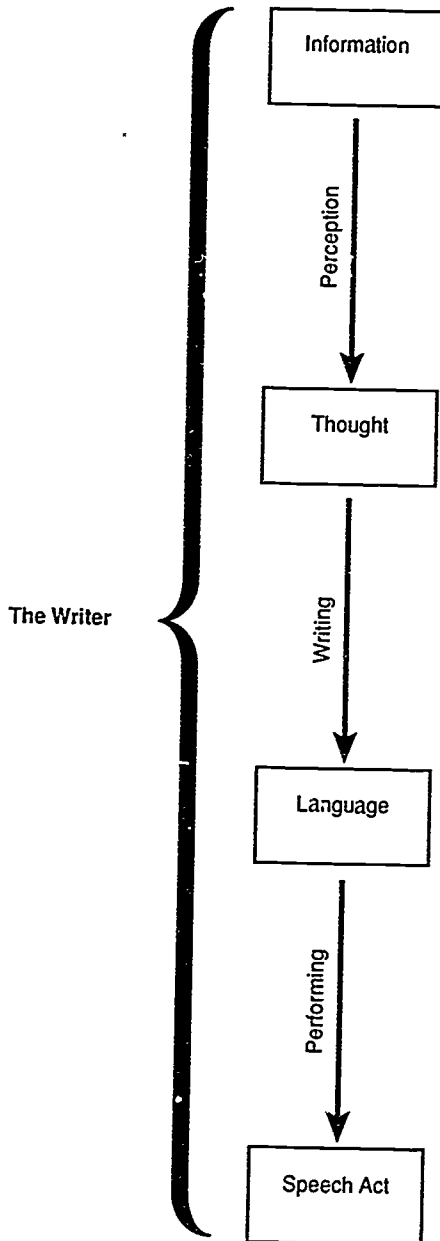 Information
Perception
Thought
The Writer
Writing
Language
Performing
Speech Act